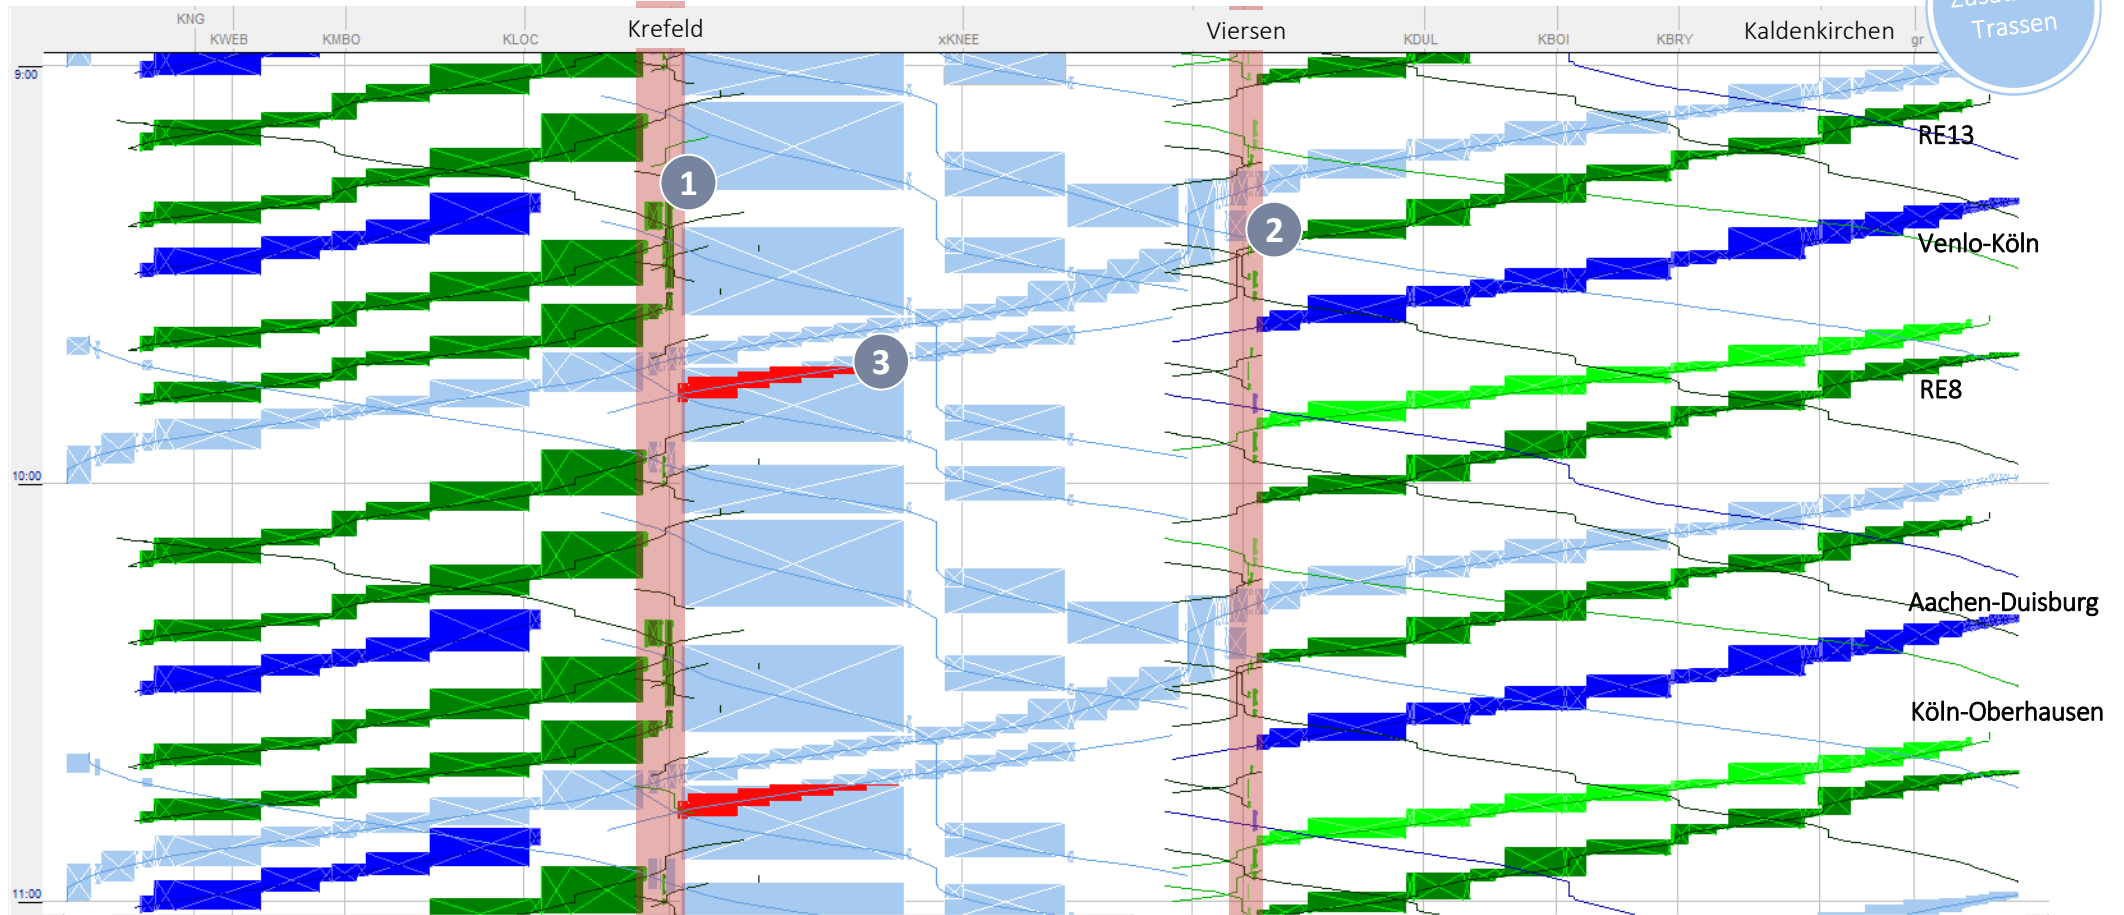 KNG
KWEB
KMBO
KLOC
Krefeld
xKNEE
Viersen
KDUL
KBOI
KBRY
Kaldenkirchen
gr
Trassen
9:00
RE13
1
2
Venlo-Köln
3
RE8
10:00
Aachen-Duisburg
Köln-Oberhausen
11:00